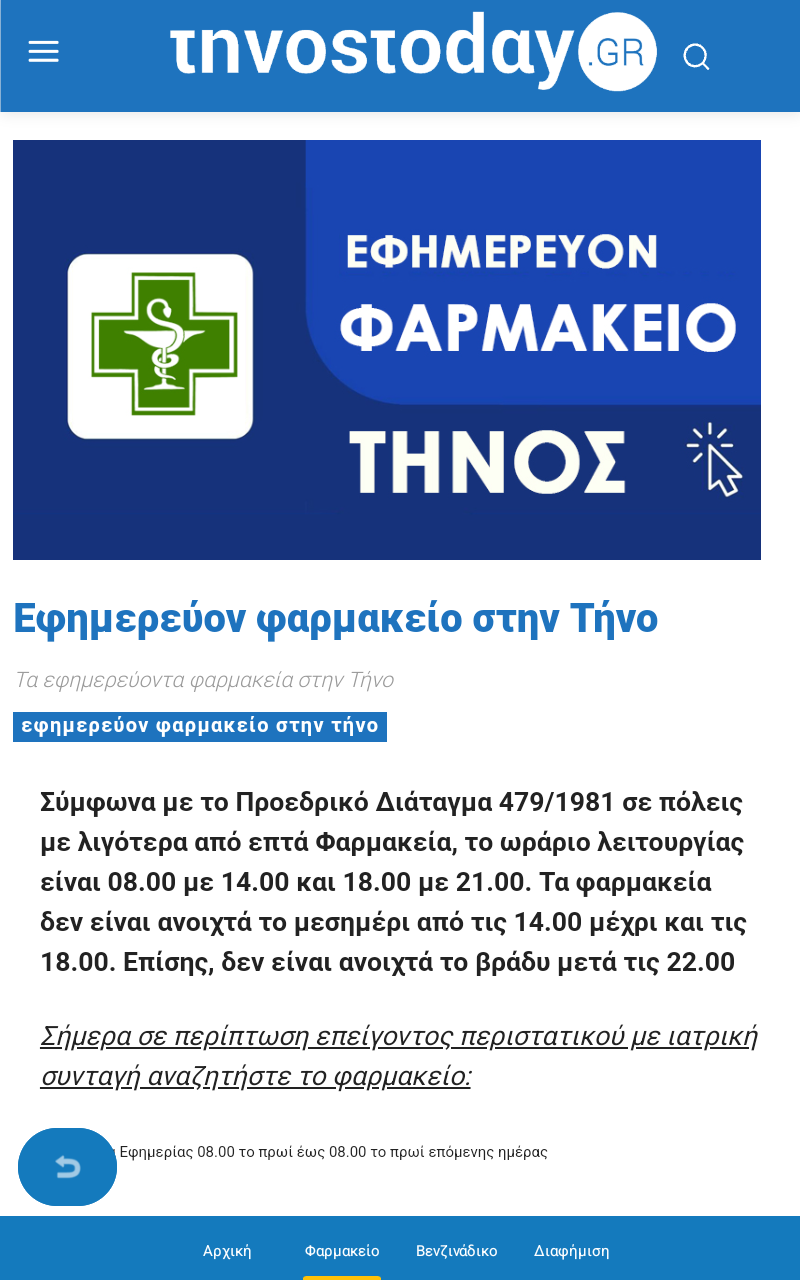 τηνοstoday.GR
ΕΦΗΜΕΡΕΥΟΝ
ΦΑΡΜΑΚΕΙΟ
ΤΗΝΟΣ
Εφημερεύον φαρμακείο στην Τήνο
Τα εφημερεύοντα φαρμακεία στην Τήνο
εφημερεύον φαρμακείο στην τήνο
Σύμφωνα με το Προεδρικό Διάταγμα 479/1981 σε πόλεις
με λιγότερα από επτά Φαρμακεία, το ωράριο λειτουργίας
είναι 08.00 με 14.00 και 18.00 με 21.00. Τα φαρμακεία
δεν είναι ανοιχτά το μεσημέρι από τις 14.00 μέχρι και τις
18.00. Επίσης, δεν είναι ανοιχτά το βράδυ μετά τις 22.00
Σήμερα σε περίπτωση επείγοντος περιστατικού με ιατρική
συνταγή αναζητήστε το φαρμακείο:
Εφημερίας 08.00 το πρωί έως 08.00 το πρωί επόμενης ημέρας
Αρχική Φαρμακείο Βενζινάδικο Διαφήμιση